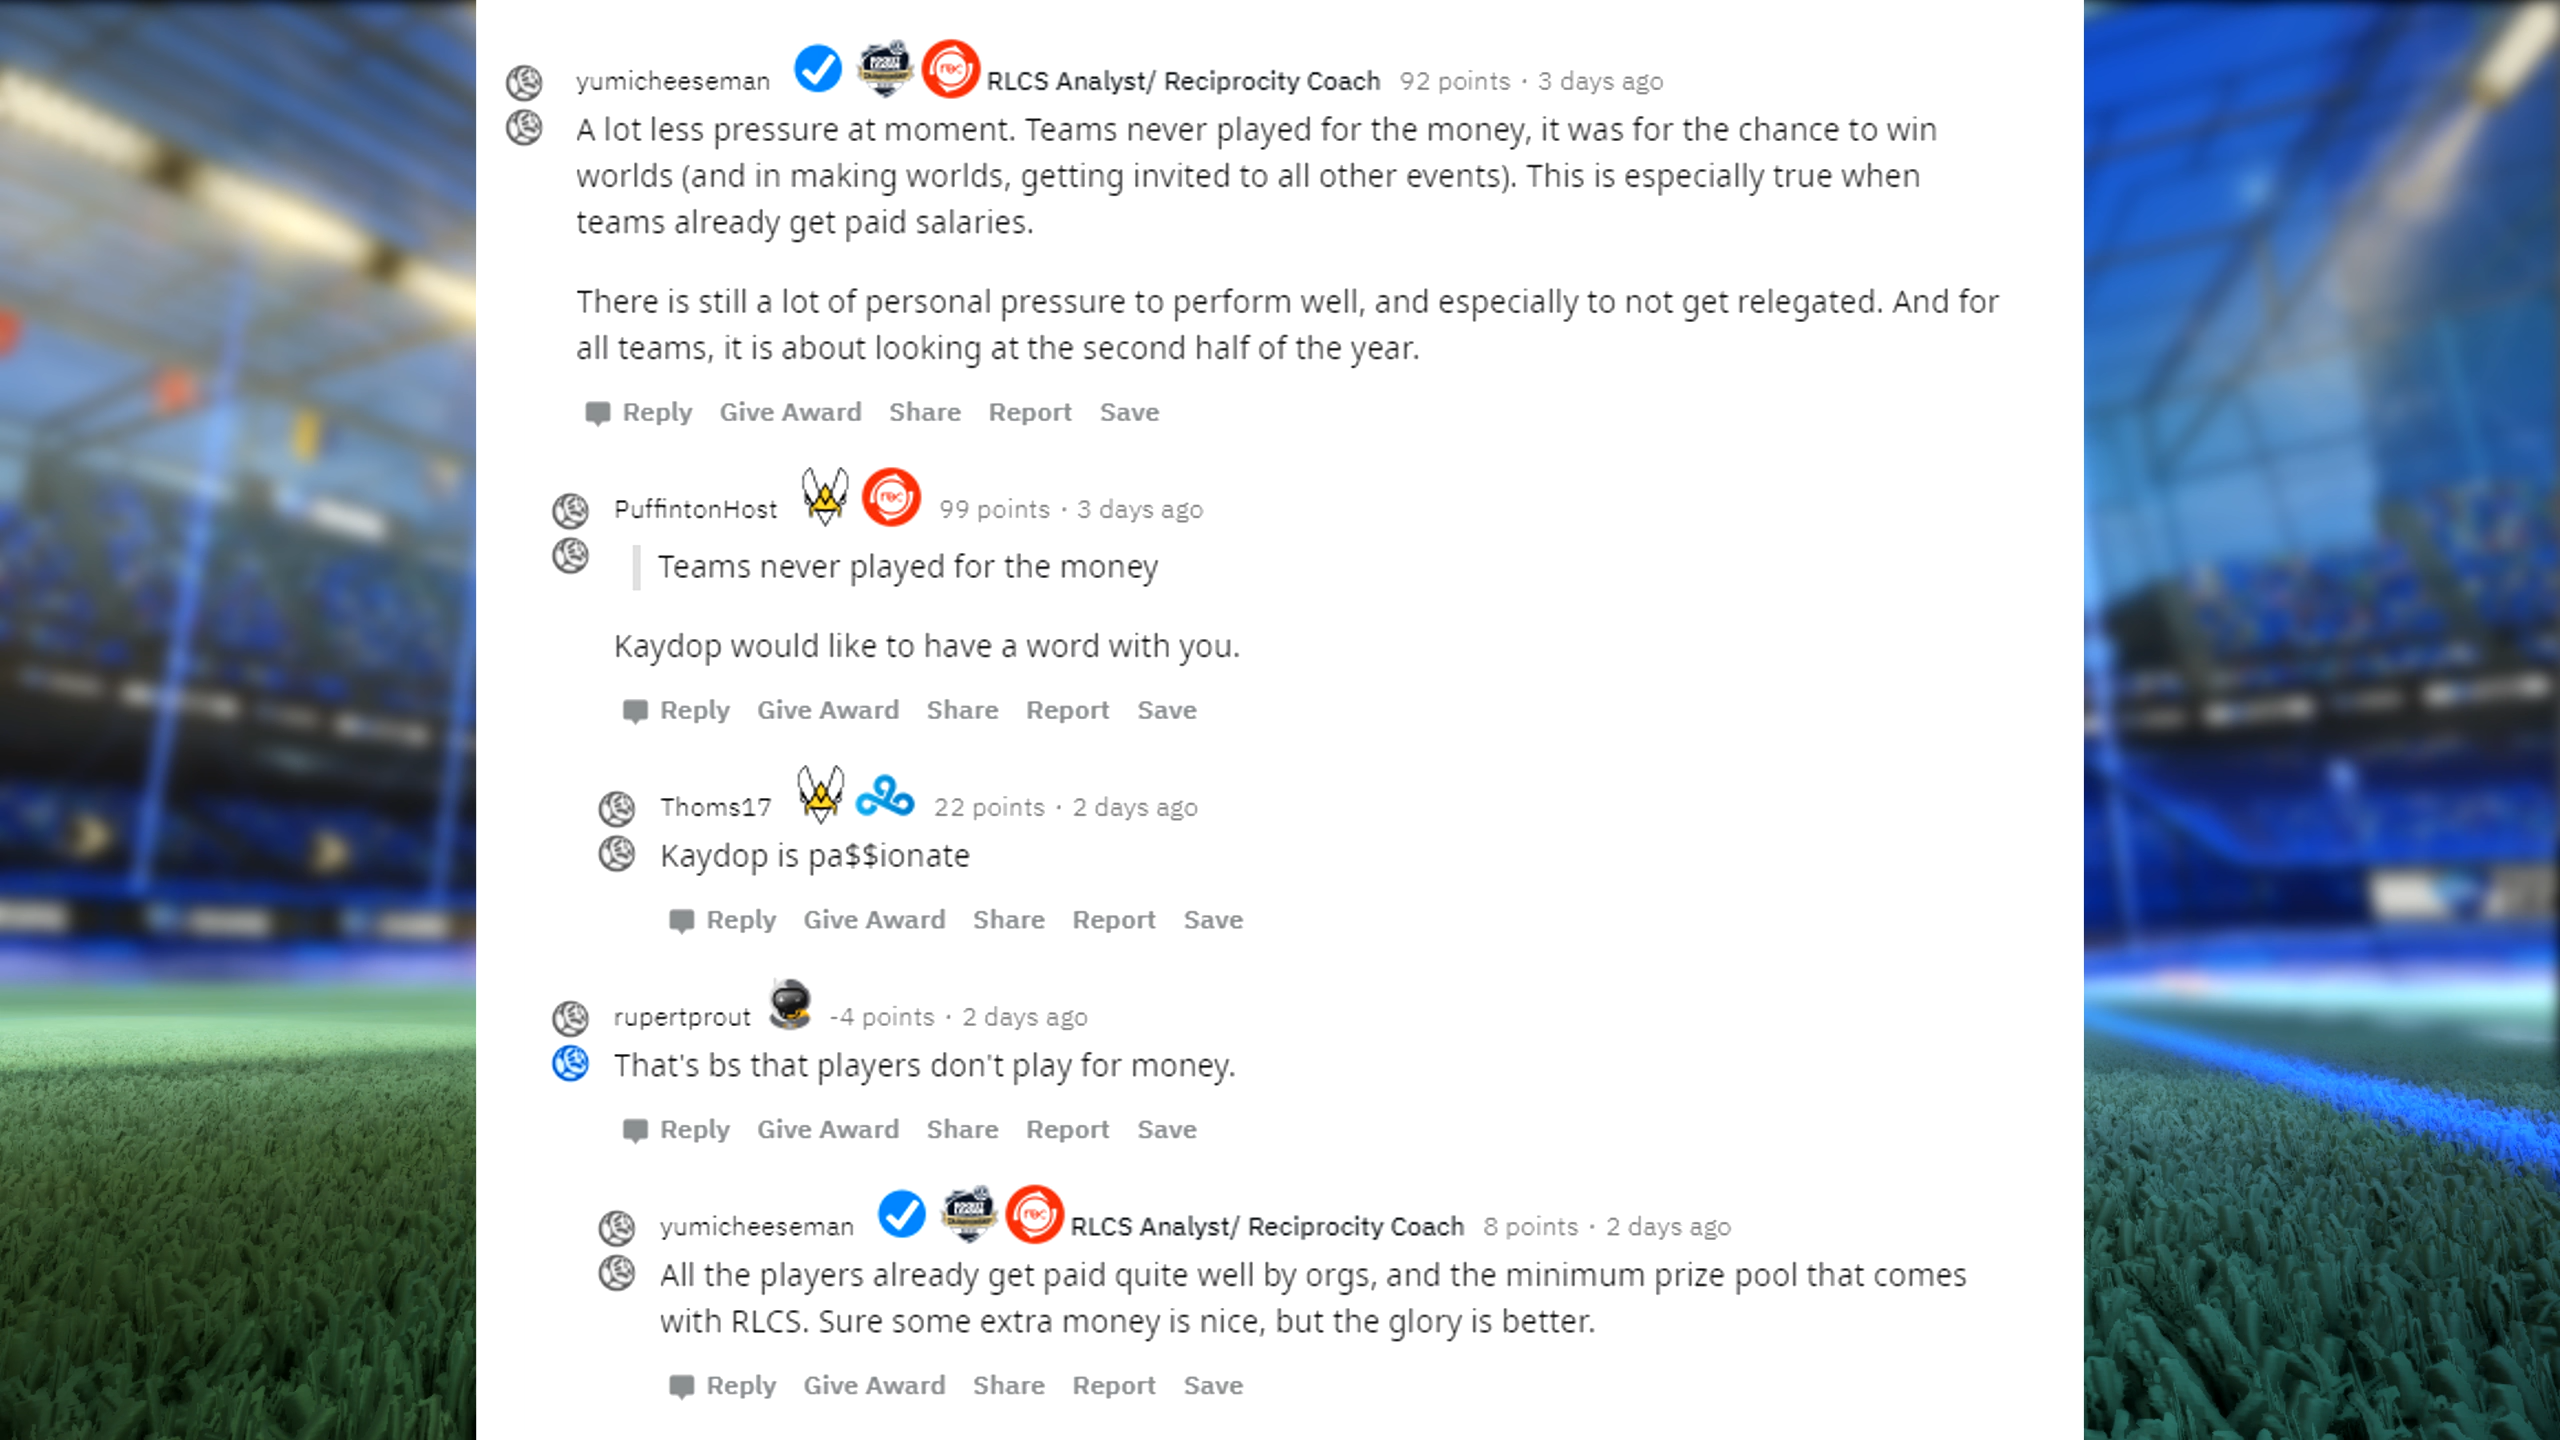 yumicheeseman RLCS Analyst/ Reciprocity Coach 92 points · 3 days ago
A lot less pressure at moment. Teams never played for the money, it was for the chance to win
worlds (and in making worlds, getting invited to all other events). This is especially true when
teams already get paid salaries.
There is still a lot of personal pressure to perform well, and especially to not get relegated. And for
all teams, it is about looking at the second half of the year.
Reply Give Award Share Report Save
PuffintonHost 99 points · 3 days ago
Teams never played for the money
Kaydop would like to have a word with you.
Reply Give Award Share Report Save
Thoms17 22 points · 2 days ago
Kaydop is pa$$ionate
Reply Give Award Share Report Save
rupertprout -4 points · 2 days ago
That's bs that players don't play for money.
Reply Give Award Share Report Save
yumicheeseman RLCS Analyst/ Reciprocity Coach 8 points · 2 days ago
All the players already get paid quite well by orgs, and the minimum prize pool that comes
with RLCS. Sure some extra money is nice, but the glory is better.
Reply Give Award Share Report Save